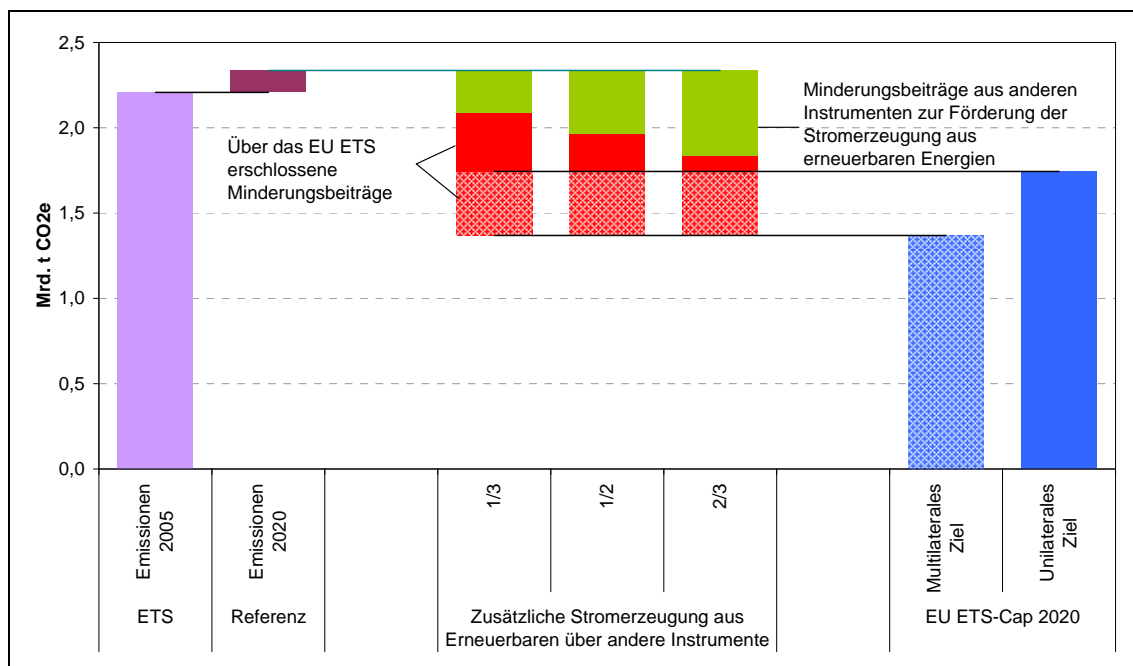 2,5
2,0
1,5
1,0
0,5
0,0
Mrd. t CO2e
Über das EU ETS
erschlossene
Minderungsbeiträge
Minderungsbeiträge aus anderen
Instrumenten zur Förderung der
Stromerzeugung aus
erneuerbaren Energien
Emissionen
2005
Emissionen
2020
1/3
1/2
2/3
Multilaterales
Ziel
Unilaterales
Ziel
ETS
Referenz
Zusätzliche Stromerzeugung aus
Erneuerbaren über andere Instrumente
EU ETS-Cap 2020